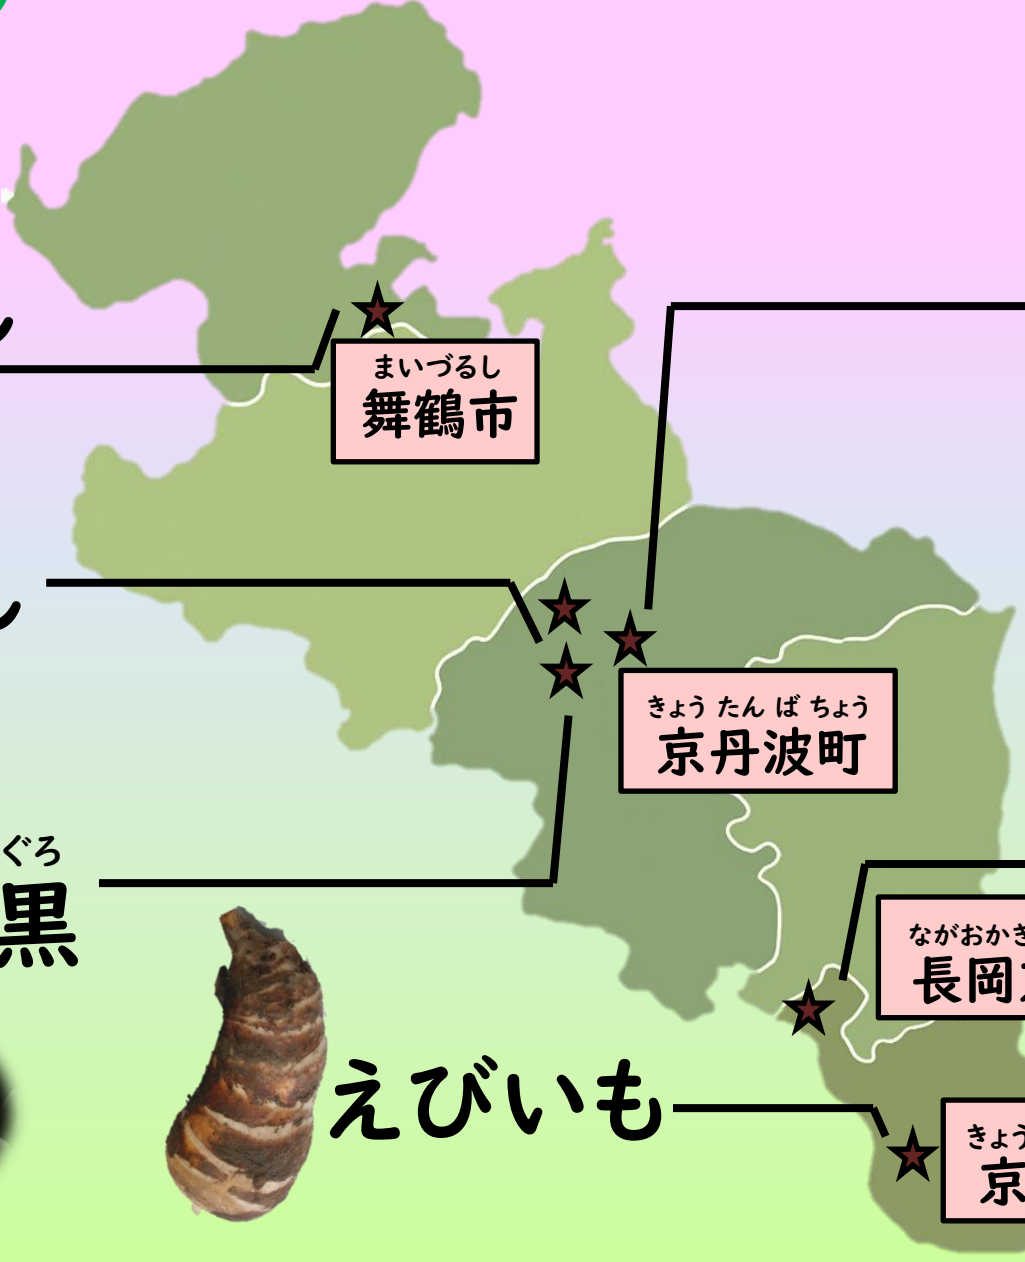 まいづるし
舞鶴市
きょう たん ば ちょう
京丹波町
ぐろ
黒
ながおかき
長岡
えびいも
きょう
京